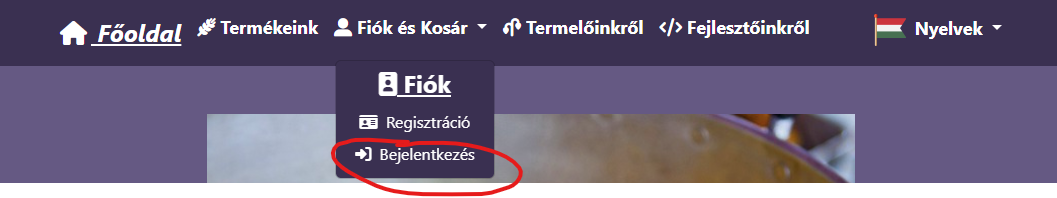 Főoldal Termékeink Fiók és Kosár Termelőinkről Fejlesztőinkről Nyelvek
Fiók
Regisztráció
Bejelentkezés